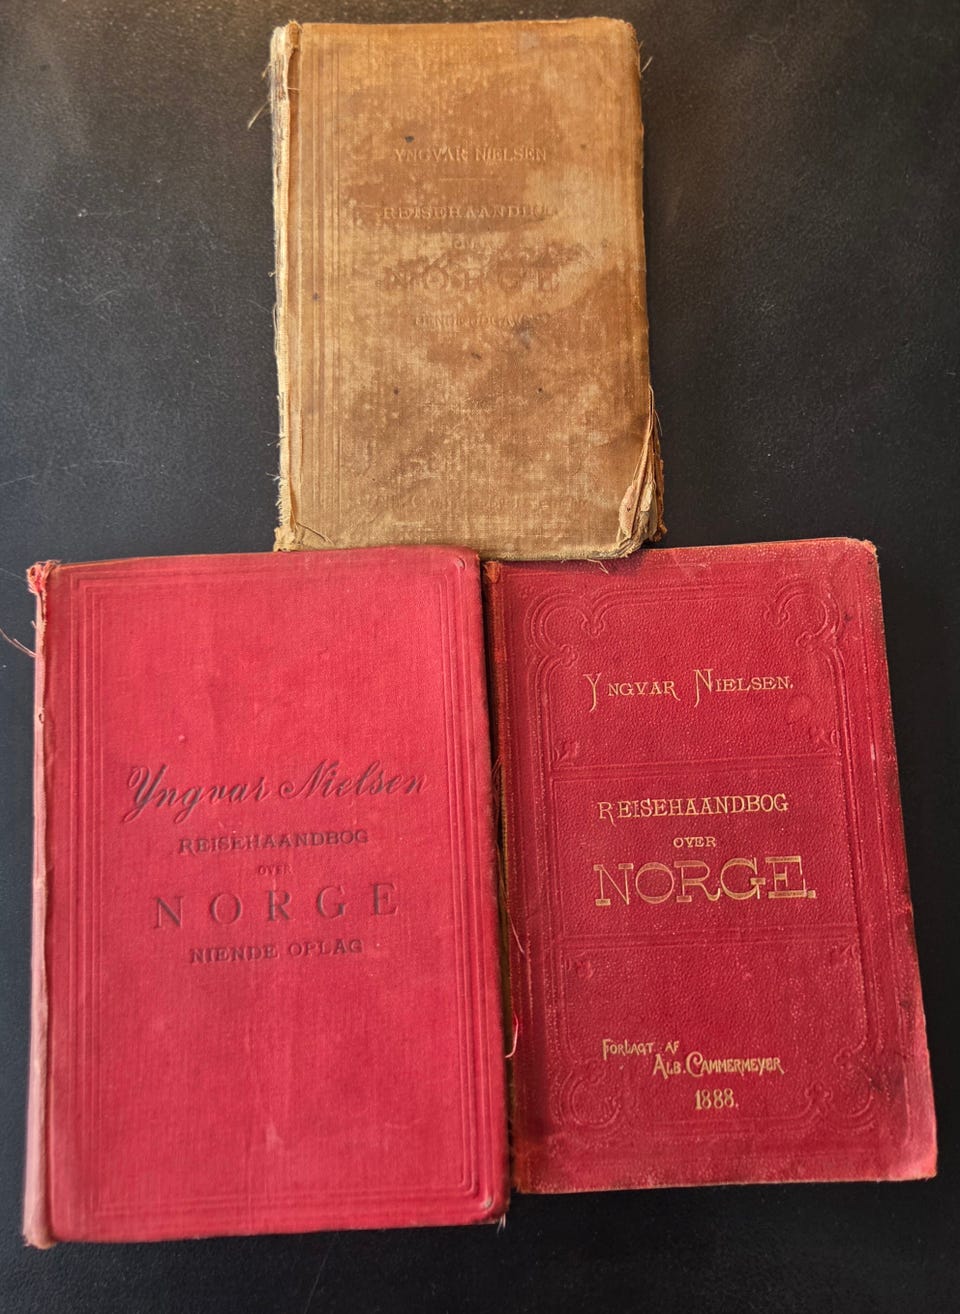 YNGVAR NIELSEN
REISEHAANDBOG
NORGE
Yngvar Nielsen
REISEHAANDBOG
OVER
NORGE
NIENDE OPLAG
YNGVAR NIELSEN.
REISEHAANDBOG
OVER
NORGE.
FORLAGT AF
ALB. CAMMERMEYER
1888.